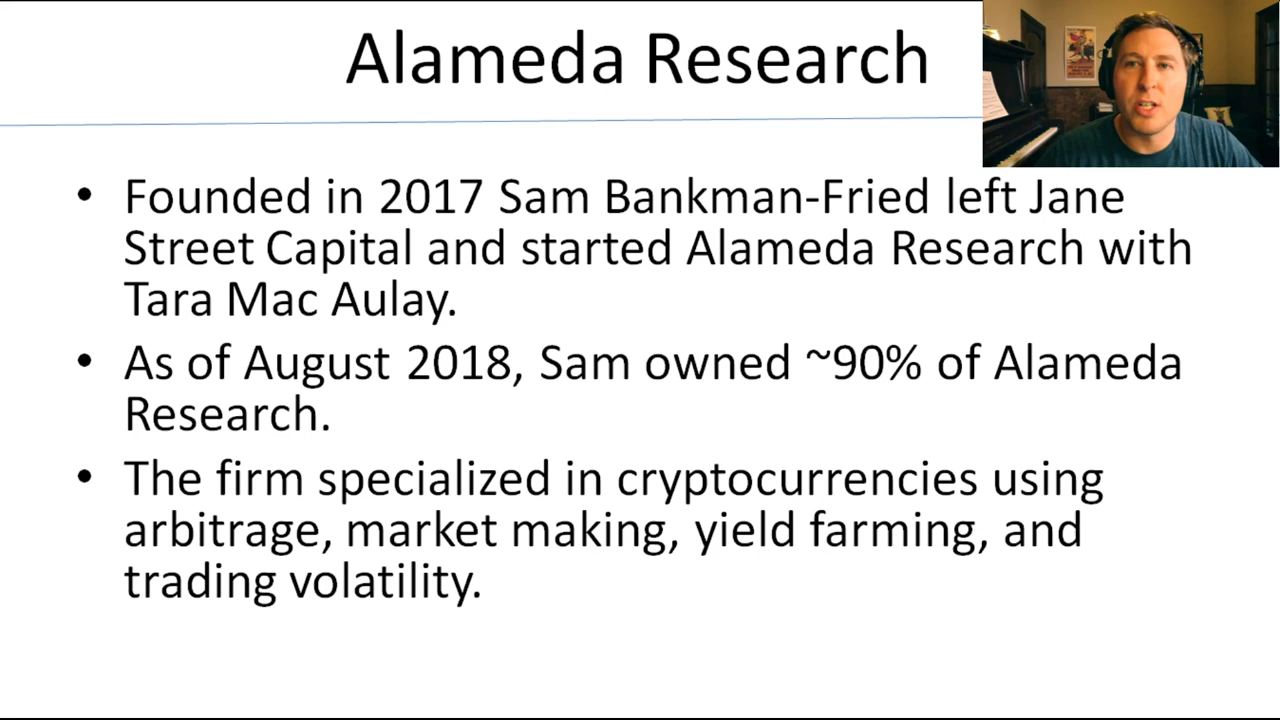 Alameda Research
• Founded in 2017 Sam Bankman-Fried left Jane
Street Capital and started Alameda Research with
Tara Mac Aulay.
• As of August 2018, Sam owned ~90% of Alameda
Research.
• The firm specialized in cryptocurrencies using
arbitrage, market making, yield farming, and
trading volatility.